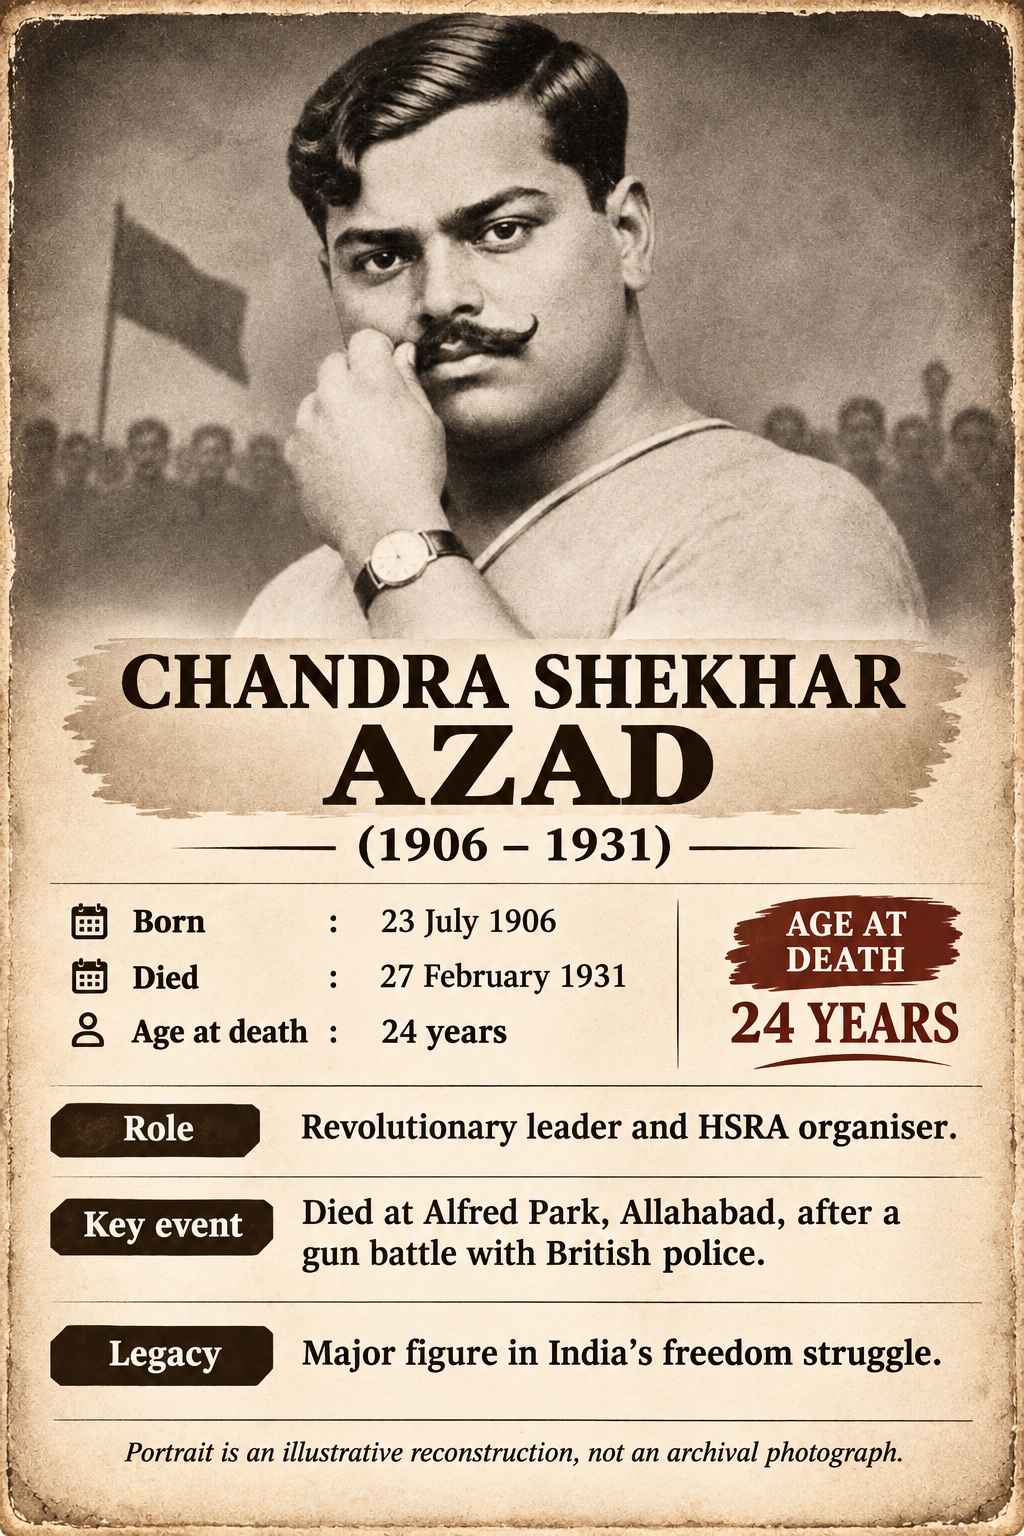 CHANDRA SHEKHAR
AZAD
(1906 – 1931)
Born : 23 July 1906
Died : 27 February 1931
Age at death : 24 years
AGE AT
DEATH
24 YEARS
Role
Revolutionary leader and HSRA organiser.
Key event
Died at Alfred Park, Allahabad, after a
gun battle with British police.
Legacy
Major figure in India’s freedom struggle.
Portrait is an illustrative reconstruction, not an archival photograph.